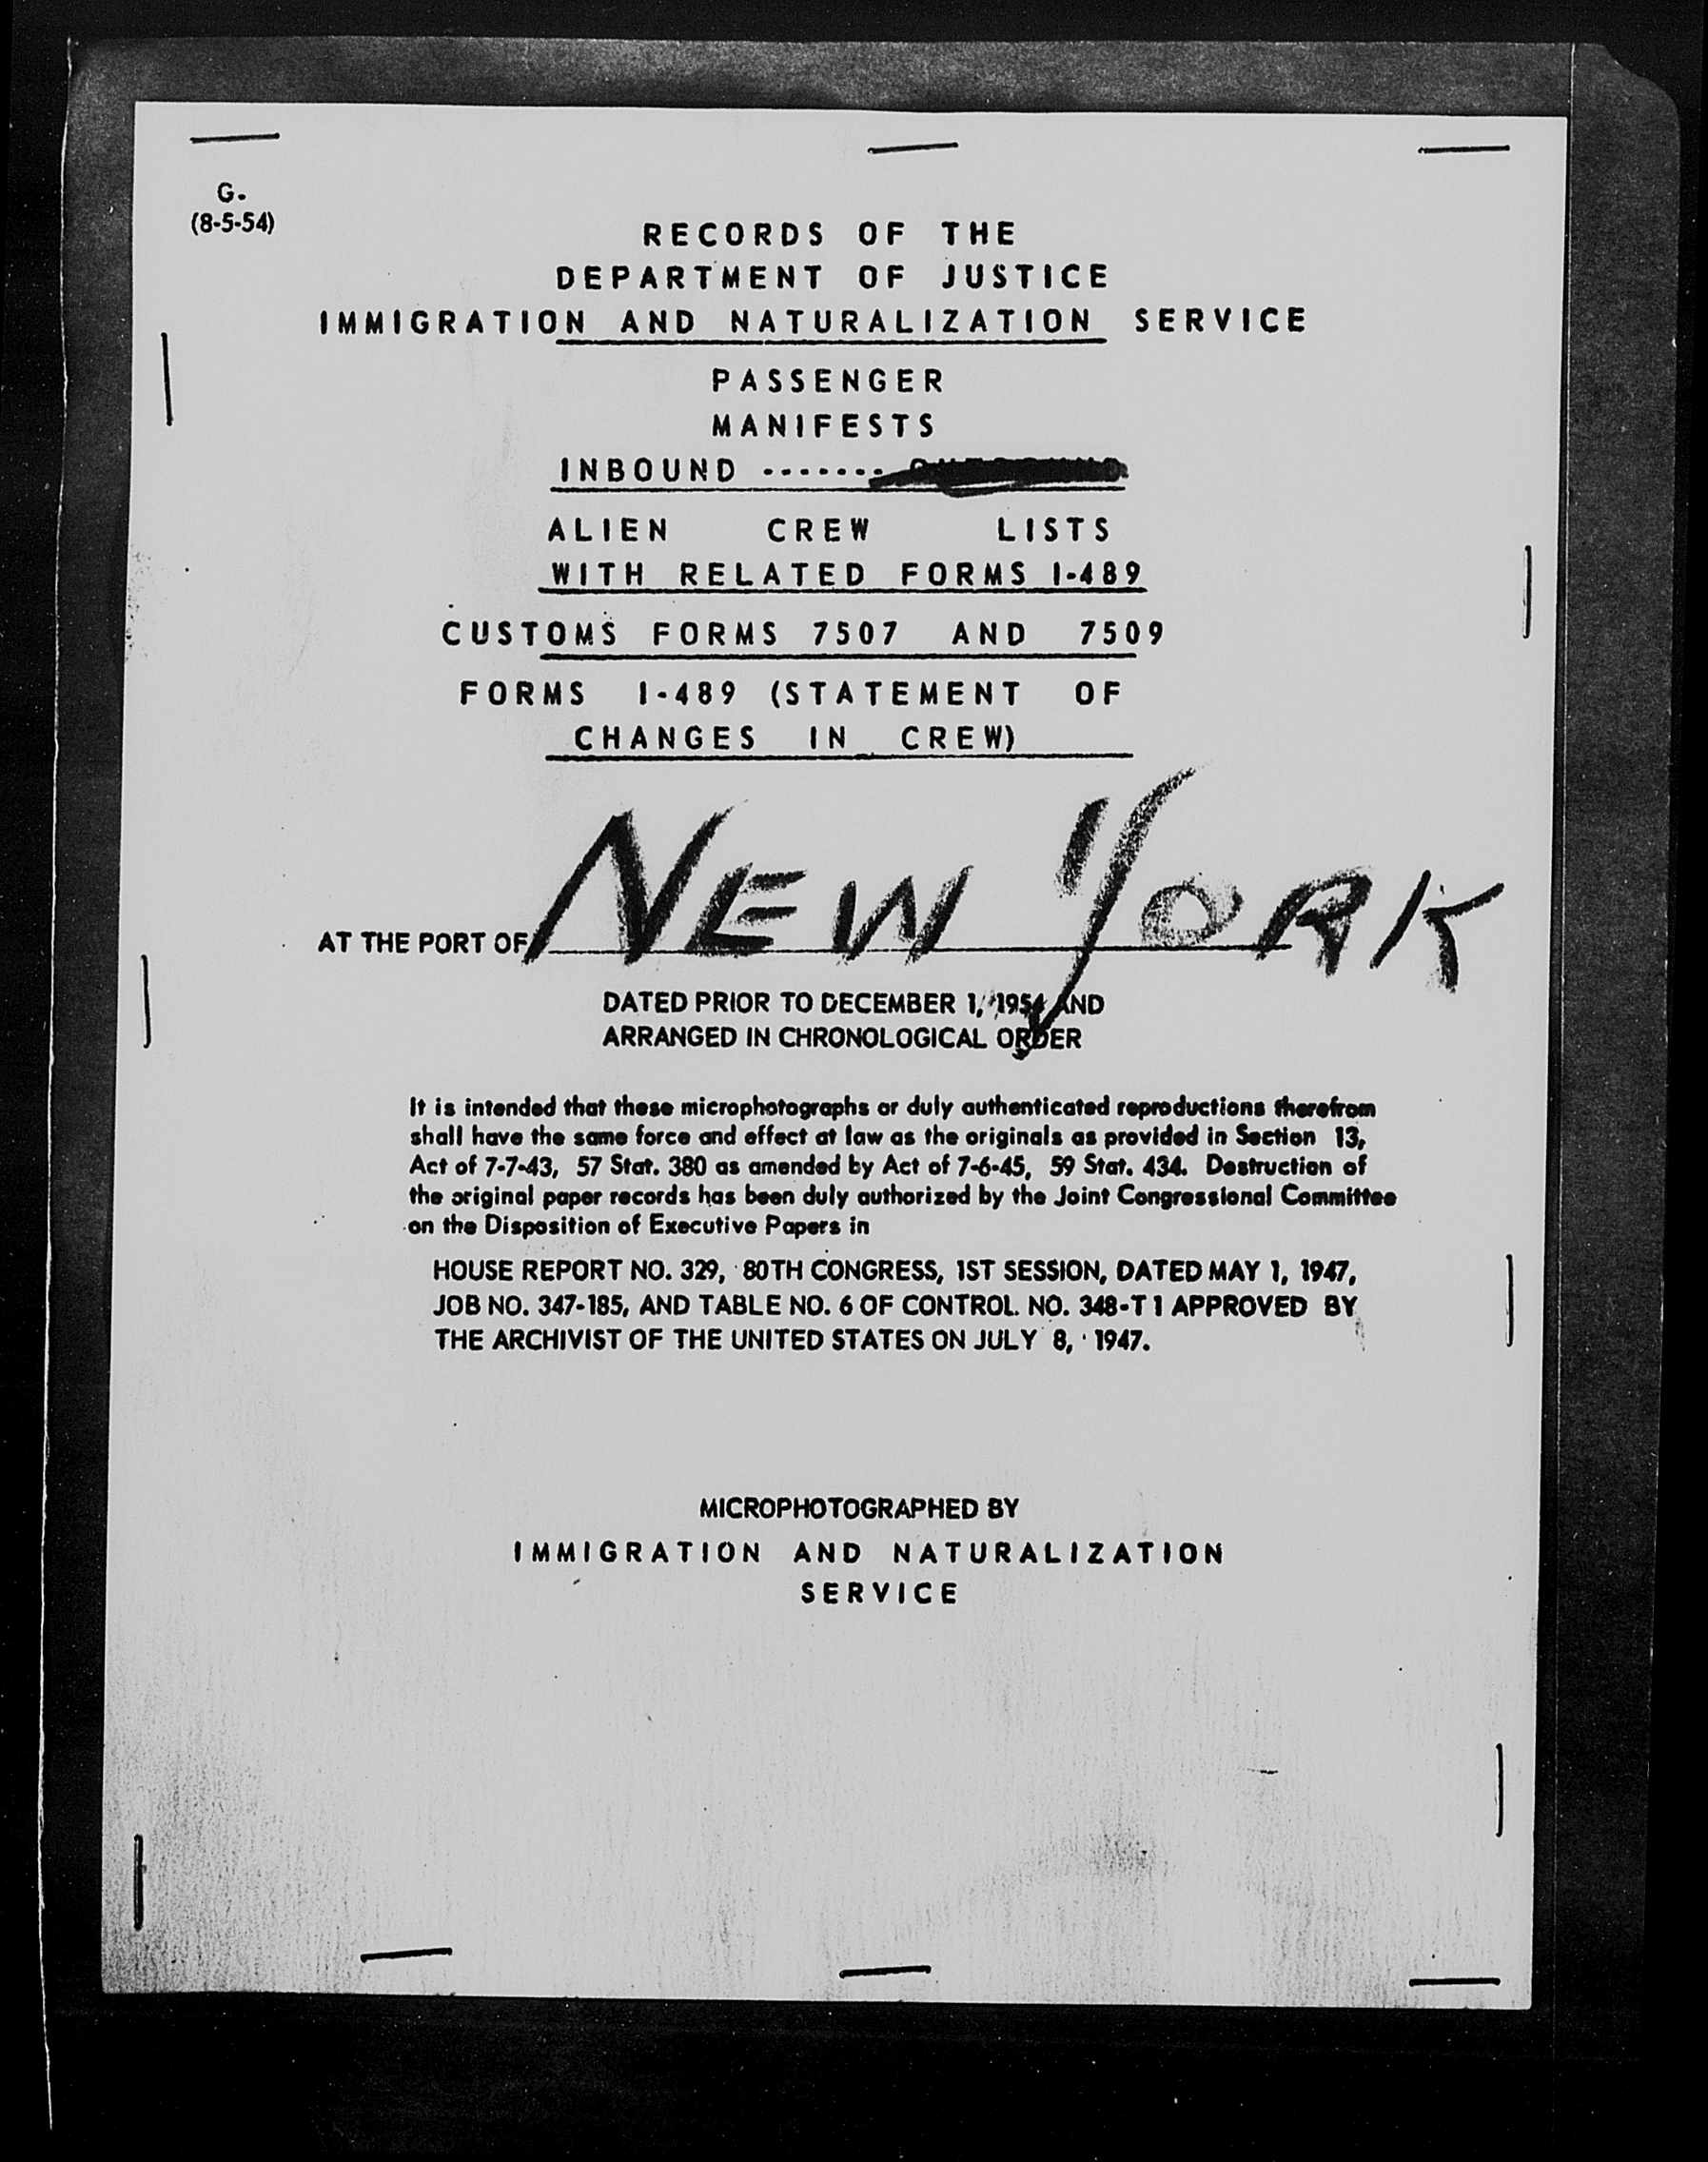 G.
(8-5-54)
RECORDS OF THE
DEPARTMENT OF JUSTICE
IMMIGRATION AND NATURALIZATION SERVICE
PASSENGER
MANIFESTS
INBOUND -------
ALIEN CREW LISTS
WITH RELATED FORMS I-489
CUSTOMS FORMS 7507 AND 7509
FORMS I-489 (STATEMENT OF
CHANGES IN CREW)
AT THE PORT OF NEW YORK
DATED PRIOR TO DECEMBER 1, 1954 AND
ARRANGED IN CHRONOLOGICAL ORDER
It is intended that these microphotographs or duly authenticated reproductions therefrom
shall have the same force and effect at law as the originals as provided in Section 13,
Act of 7-7-43, 57 Stat. 380 as amended by Act of 7-6-45, 59 Stat. 434. Destruction of
the original paper records has been duly authorized by the Joint Congressional Committee
on the Disposition of Executive Papers in
HOUSE REPORT NO. 329, 80TH CONGRESS, 1ST SESSION, DATED MAY 1, 1947,
JOB NO. 347-185, AND TABLE NO. 6 OF CONTROL NO. 348-T1 APPROVED BY
THE ARCHIVIST OF THE UNITED STATES ON JULY 8, 1947.
MICROPHOTOGRAPHED BY
IMMIGRATION AND NATURALIZATION
SERVICE